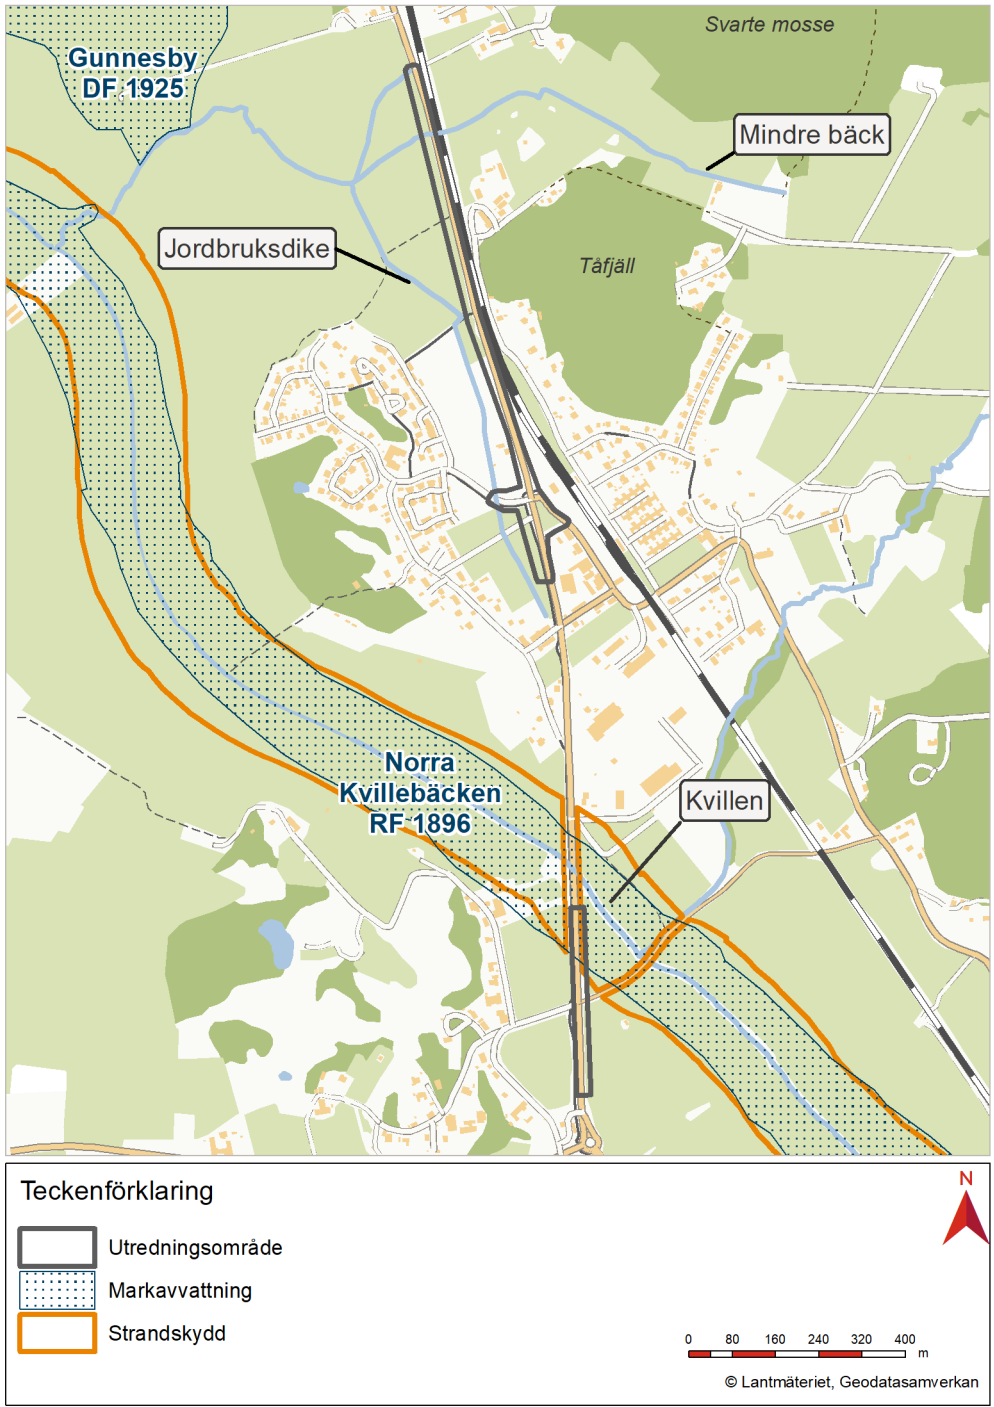 Svarte mosse
Gunnesby
DF 1925
Mindre bäck
Jordbruksdike
Tåfjäll
Norra
Kvillebäcken
RF 1896
Kvillen
Teckenförklaring
Utredningsområde
Markavvattning
Strandskydd
N
0 80 160 240 320 400
m
© Lantmäteriet, Geodatasamverkan